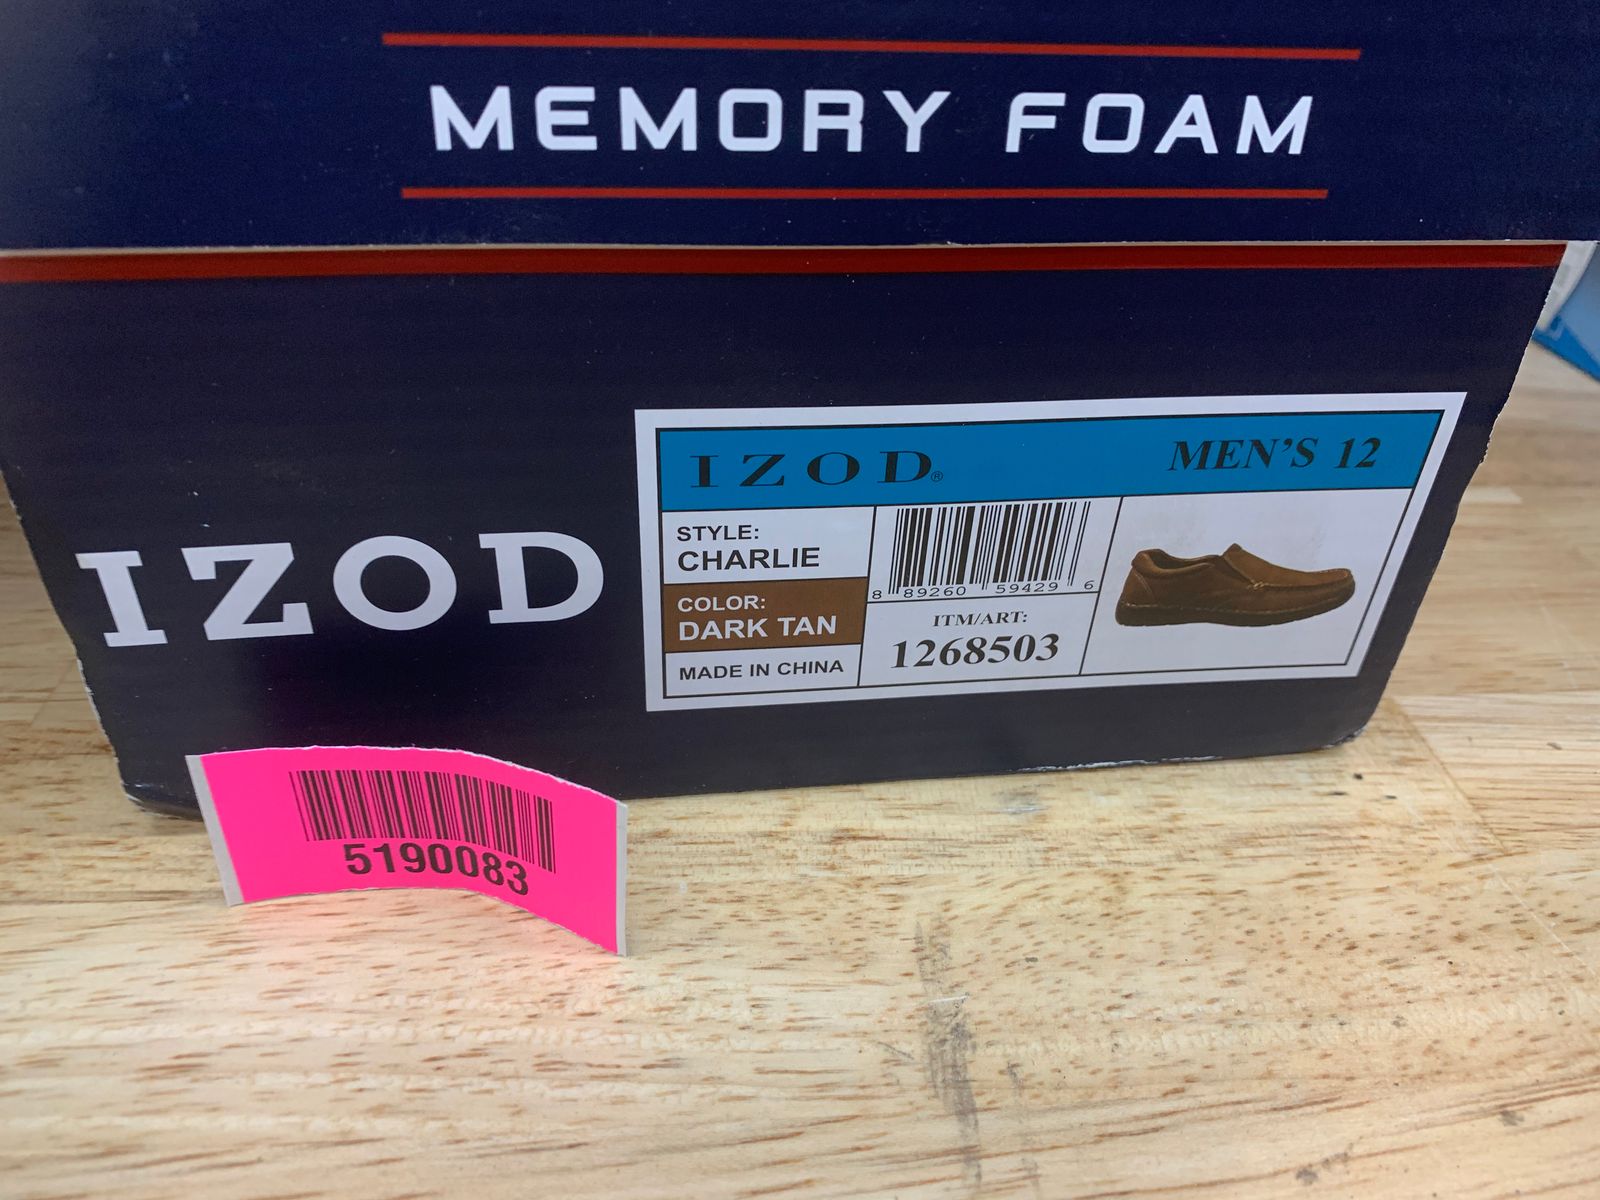 MEMORY FOAM
IZOD
IZOD®
MEN'S 12
STYLE:
CHARLIE
COLOR:
DARK TAN
MADE IN CHINA
8 89260 59429 6
ITM/ART:
1268503
5190083